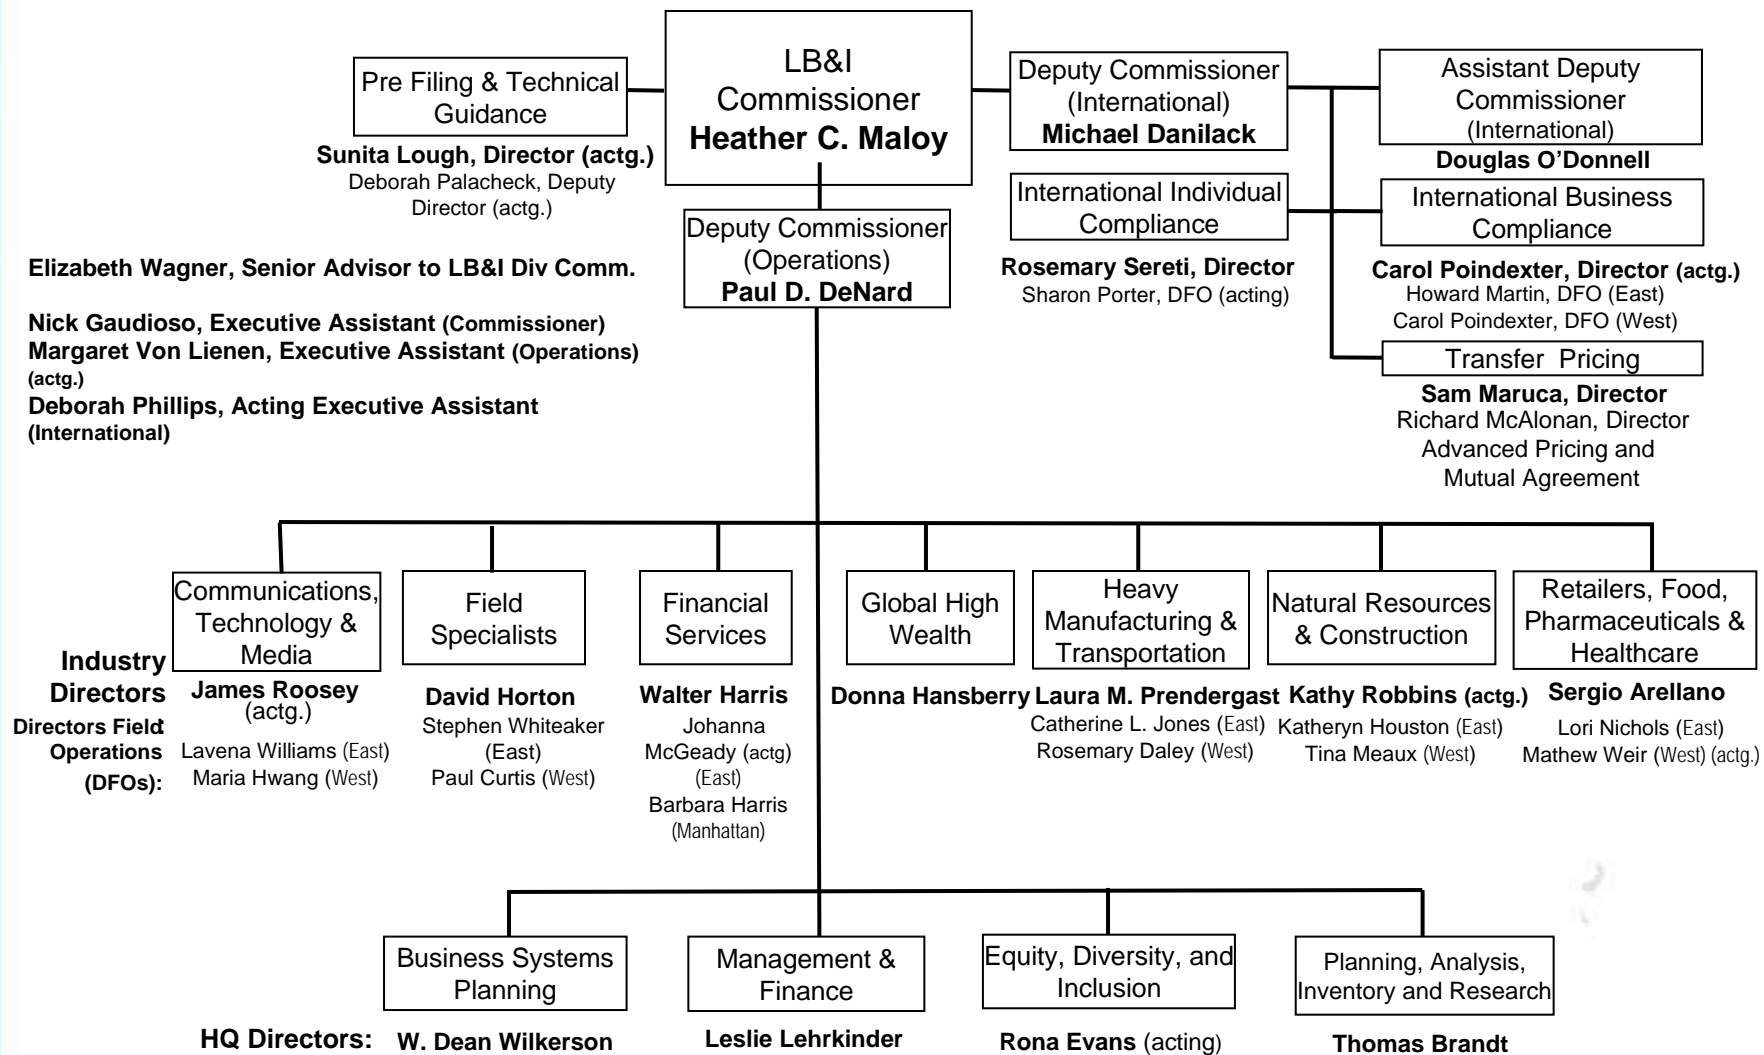 LB&I
Commissioner
Heather C. Maloy
Pre Filing & Technical
Guidance
Sunita Lough, Director (actg.)
Deborah Palacheck, Deputy
Director (actg.)
Deputy Commissioner
(International)
Michael Danilack
Assistant Deputy
Commissioner
(International)
Douglas O’Donnell
International Individual
Compliance
Rosemary Sereti, Director
Sharon Porter, DFO (acting)
International Business
Compliance
Carol Poindexter, Director (actg.)
Howard Martin, DFO (East)
Carol Poindexter, DFO (West)
Transfer Pricing
Sam Maruca, Director
Richard McAlonan, Director
Advanced Pricing and
Mutual Agreement
Deputy Commissioner
(Operations)
Paul D. DeNard
Elizabeth Wagner, Senior Advisor to LB&I Div Comm.
Nick Gaudioso, Executive Assistant (Commissioner)
Margaret Von Lienen, Executive Assistant (Operations)
(actg.)
Deborah Phillips, Acting Executive Assistant
(International)
Industry
Directors
Directors Field:
Operations
(DFOs):
Communications,
Technology &
Media
James Roosey
(actg.)
Lavena Williams (East)
Maria Hwang (West)
Field
Specialists
David Horton
Stephen Whiteaker
(East)
Paul Curtis (West)
Financial
Services
Walter Harris
Johanna
McGeady (actg)
(East)
Barbara Harris
(Manhattan)
Global High
Wealth
Donna Hansberry
Heavy
Manufacturing &
Transportation
Laura M. Prendergast
Catherine L. Jones (East)
Rosemary Daley (West)
Natural Resources
& Construction
Kathy Robbins (actg.)
Katheryn Houston (East)
Tina Meaux (West)
Retailers, Food,
Pharmaceuticals &
Healthcare
Sergio Arellano
Lori Nichols (East)
Mathew Weir (West) (actg.)
HQ Directors:
Business Systems
Planning
W. Dean Wilkerson
Management &
Finance
Leslie Lehrkinder
Equity, Diversity, and
Inclusion
Rona Evans (acting)
Planning, Analysis,
Inventory and Research
Thomas Brandt